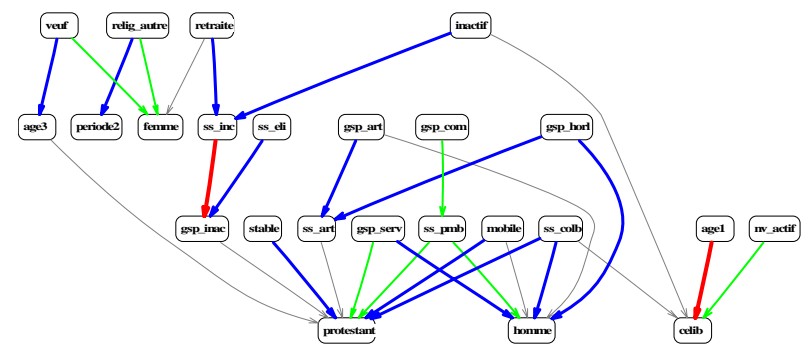 veuf relig_autre retraite inactif
age3 periode2 femme ss_inc ss_eli gsp_art gsp_com gsp_horl
gsp_inac stable ss_art gsp_serv ss_pmb mobile ss_colb age1 nv_actif
protestant homme celib